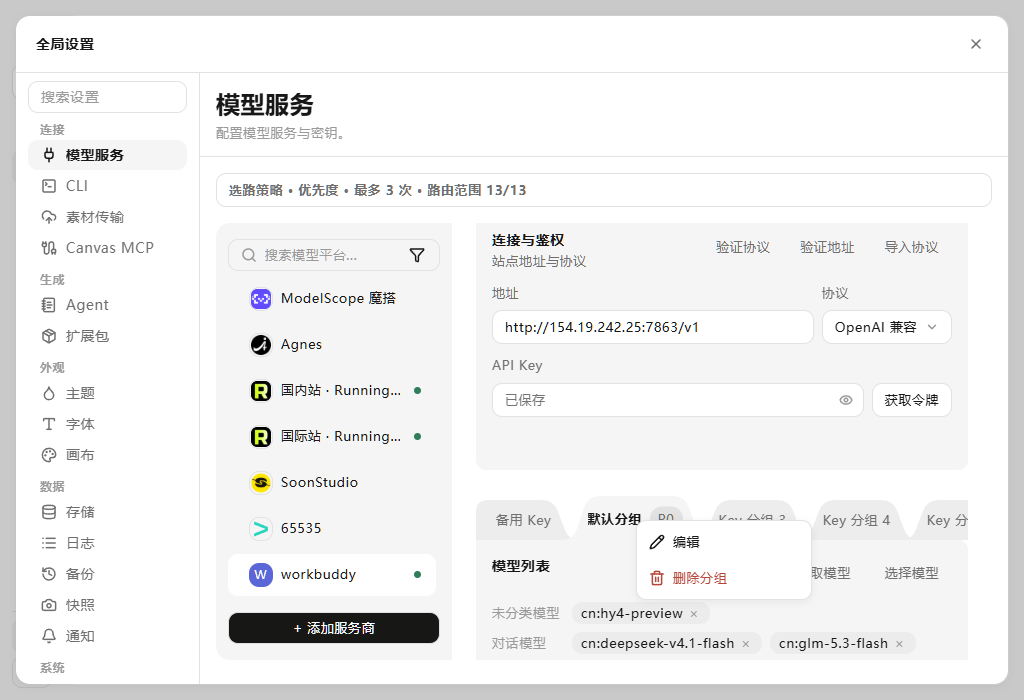 全局设置
搜索设置
连接
模型服务
CLI
素材传输
Canvas MCP
生成
Agent
扩展包
外观
主题
字体
画布
数据
存储
日志
备份
快照
通知
系统
模型服务
配置模型服务与密钥。
选路策略 • 优先度 • 最多 3 次 • 路由范围 13/13
搜索模型平台...
ModelScope 魔搭
Agnes
国内站 · Running...
国际站 · Running...
SoonStudio
65535
W workbuddy
+ 添加服务商
连接与鉴权
站点地址与协议
验证协议 验证地址 导入协议
地址 协议
http://154.19.242.25:7863/v1 OpenAI 兼容
API Key
已保存 获取令牌
备用 Key 默认分组 P0 Key 分组 3 Key 分组 4 Key 分
编辑
删除分组
模型列表 取模型 选择模型
未分类模型 cn:hy4-preview ×
对话模型 cn:deepseek-v4.1-flash × cn:glm-5.3-flash ×